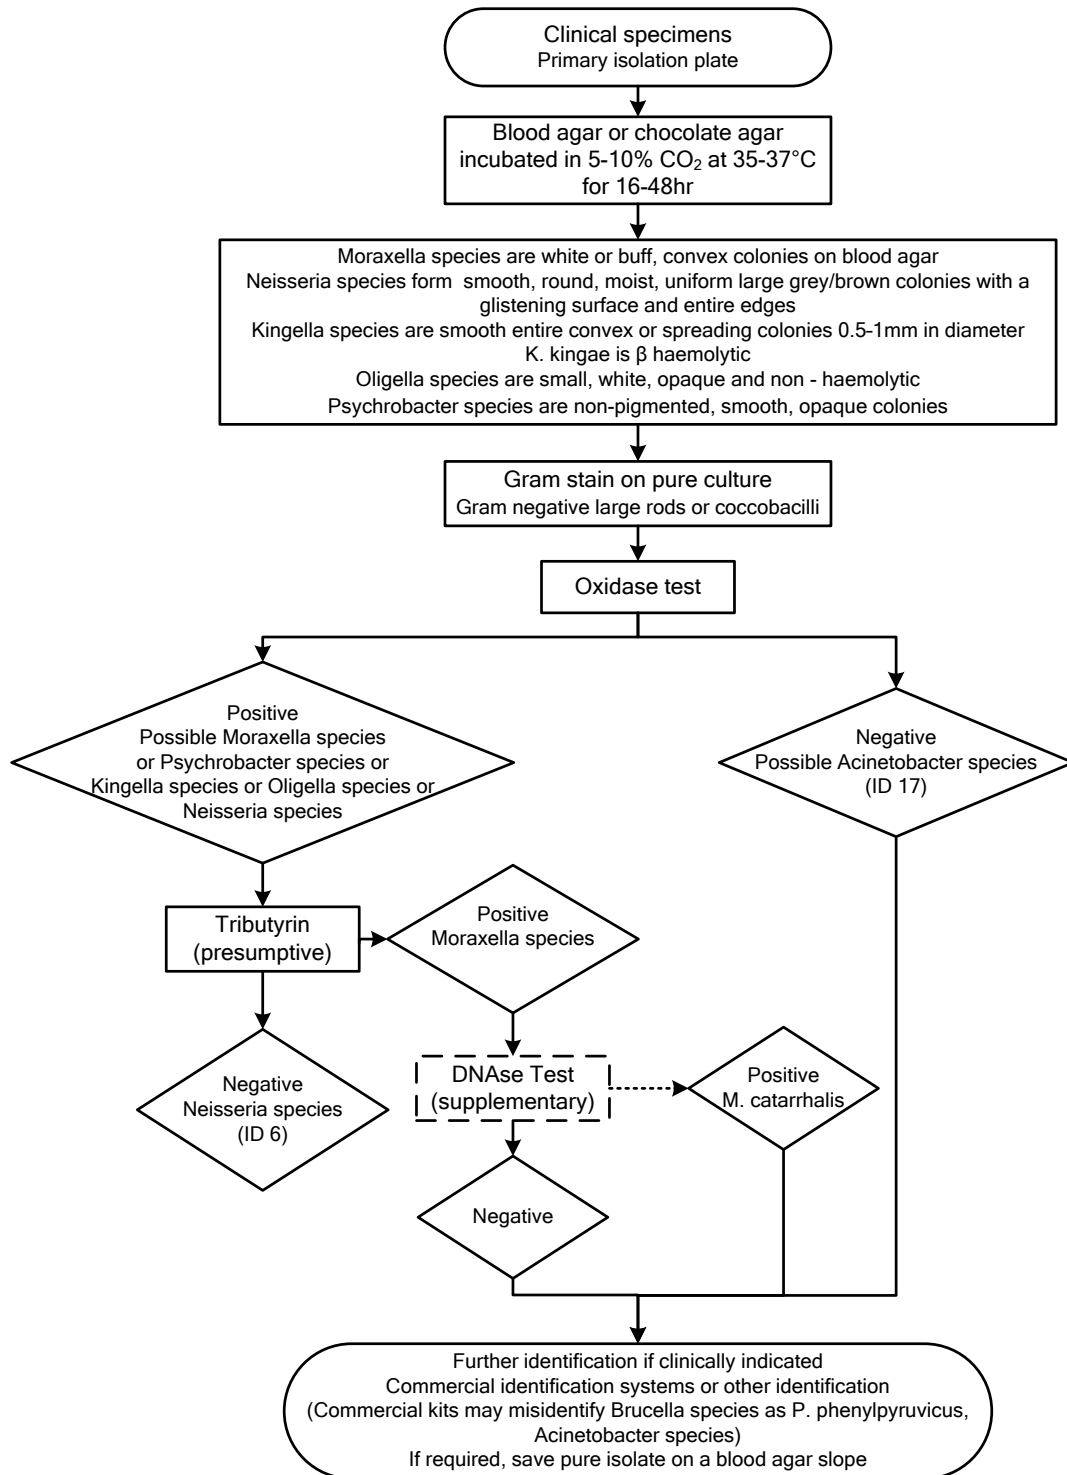 Clinical specimens
Primary isolation plate
Blood agar or chocolate agar
incubated in 5-10% CO₂ at 35-37°C
for 16-48hr
Moraxella species are white or buff, convex colonies on blood agar
Neisseria species form smooth, round, moist, uniform large grey/brown colonies with a
glistening surface and entire edges
Kingella species are smooth entire convex or spreading colonies 0.5-1mm in diameter
K. kingae is β haemolytic
Oligella species are small, white, opaque and non - haemolytic
Psychrobacter species are non-pigmented, smooth, opaque colonies
Gram stain on pure culture
Gram negative large rods or coccobacilli
Oxidase test
Positive
Possible Moraxella species
or Psychrobacter species or
Kingella species or Oligella species or
Neisseria species
Negative
Possible Acinetobacter species
(ID 17)
Tributyrin
(presumptive)
Positive
Moraxella species
Negative
Neisseria species
(ID 6)
DNAse Test
(supplementary)
Positive
M. catarrhalis
Negative
Further identification if clinically indicated
Commercial identification systems or other identification
(Commercial kits may misidentify Brucella species as P. phenylpyruvicus,
Acinetobacter species)
If required, save pure isolate on a blood agar slope